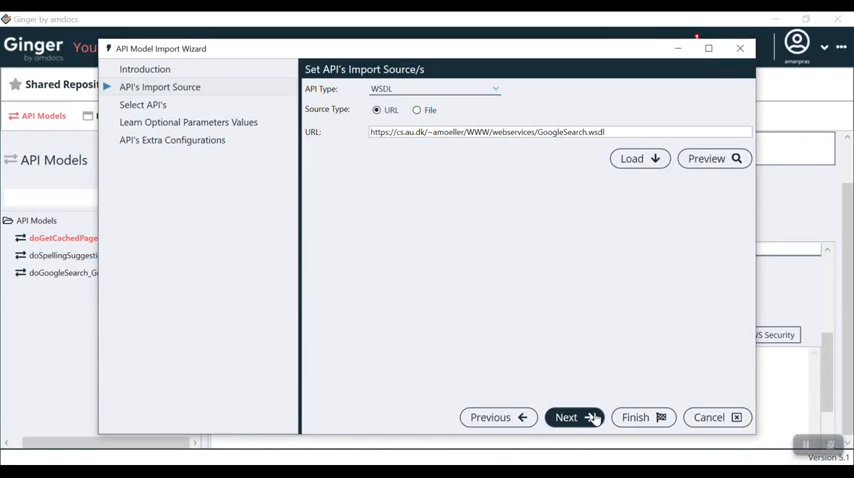 Ginger by amdocs
Ginger
by amdocs
You
amanpras
API Model Import Wizard
Introduction
API's Import Source
Select API's
Learn Optional Parameters Values
API's Extra Configurations
Set API's Import Source/s
API Type: WSDL
Source Type: URL File
URL: https://cs.au.dk/~amoeller/WWW/webservices/GoogleSearch.wsdl
Load
Preview
Previous
Next
Finish
Cancel
Shared Reposit
API Models
API Models
API Models
doGetCachedPage
doSpellingSuggesti
doGoogleSearch_Go
Security
Version 5.1